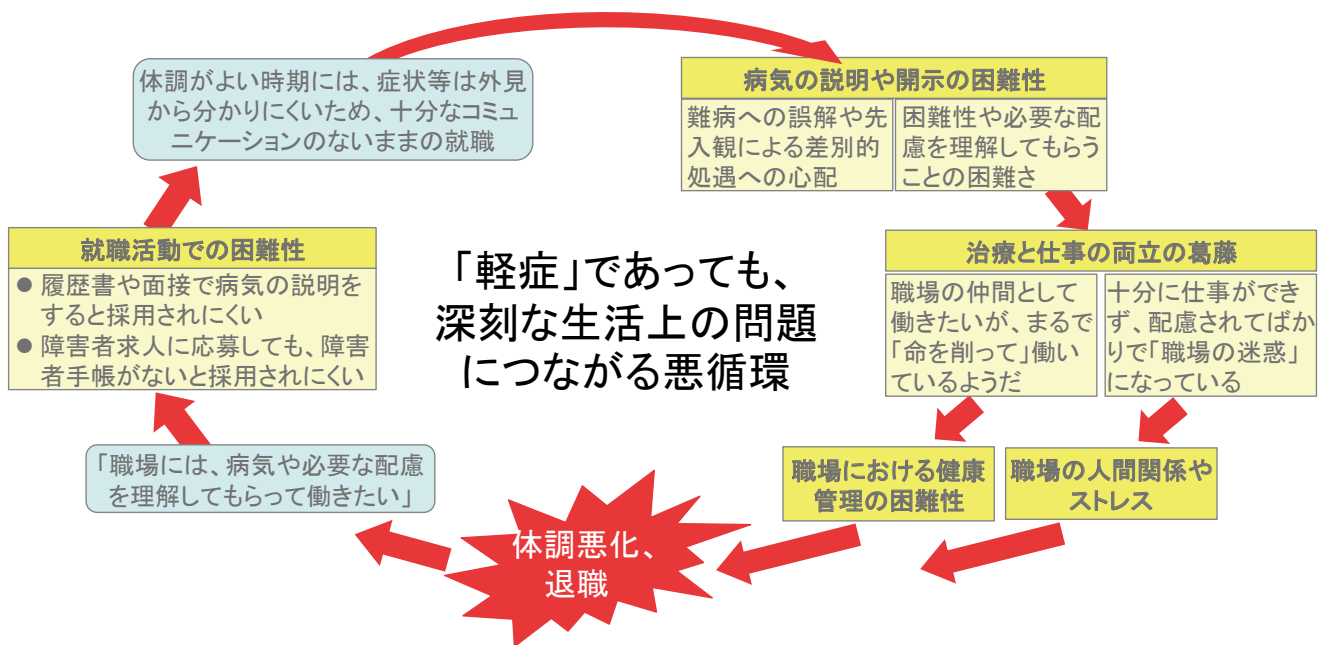 体調がよい時期には、症状等は外見
から分かりにくいため、十分なコミュ
ニケーションのないままの就職
病気の説明や開示の困難性
難病への誤解や先
入観による差別的
処遇への心配
困難性や必要な配
慮を理解してもらう
ことの困難さ
就職活動での困難性
● 履歴書や面接で病気の説明を
すると採用されにくい
● 障害者求人に応募しても、障害
者手帳がないと採用されにくい
「軽症」であっても、
深刻な生活上の問題
につながる悪循環
治療と仕事の両立の葛藤
職場の仲間として
働きたいが、まるで
「命を削って」働い
ているようだ
十分に仕事ができ
ず、配慮されてばか
りで「職場の迷惑」
になっている
「職場には、病気や必要な配慮
を理解してもらって働きたい」
職場における健康
管理の困難性
職場の人間関係や
ストレス
体調悪化、
退職